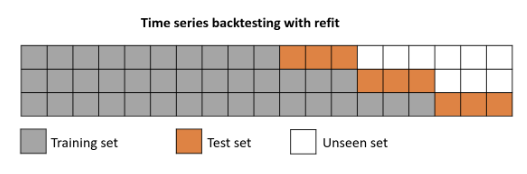 Time series backtesting with refit
Training set
Test set
Unseen set